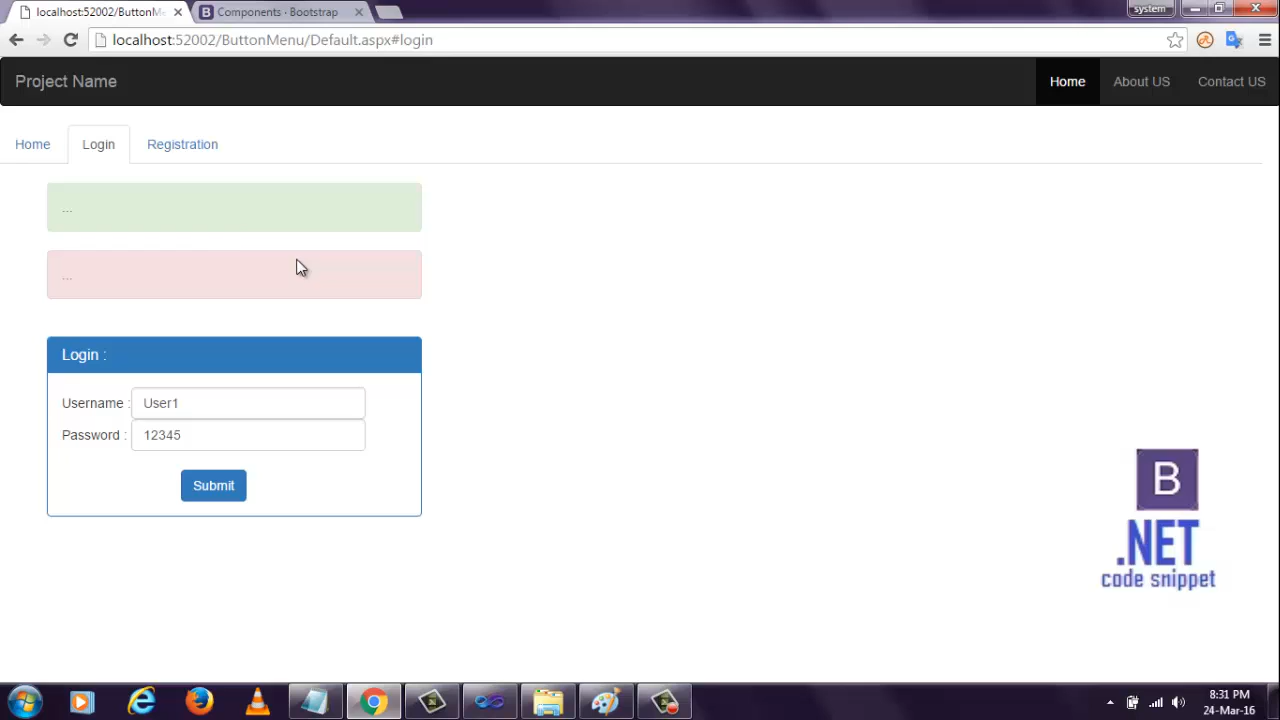 localhost:52002/ButtonMe
Components · Bootstrap
system
localhost:52002/ButtonMenu/Default.aspx#login
Project Name
Home
About US
Contact US
Home
Login
Registration
...
...
Login :
Username :
User1
Password :
12345
Submit
B
.NET
code snippet
8:31 PM
24-Mar-16